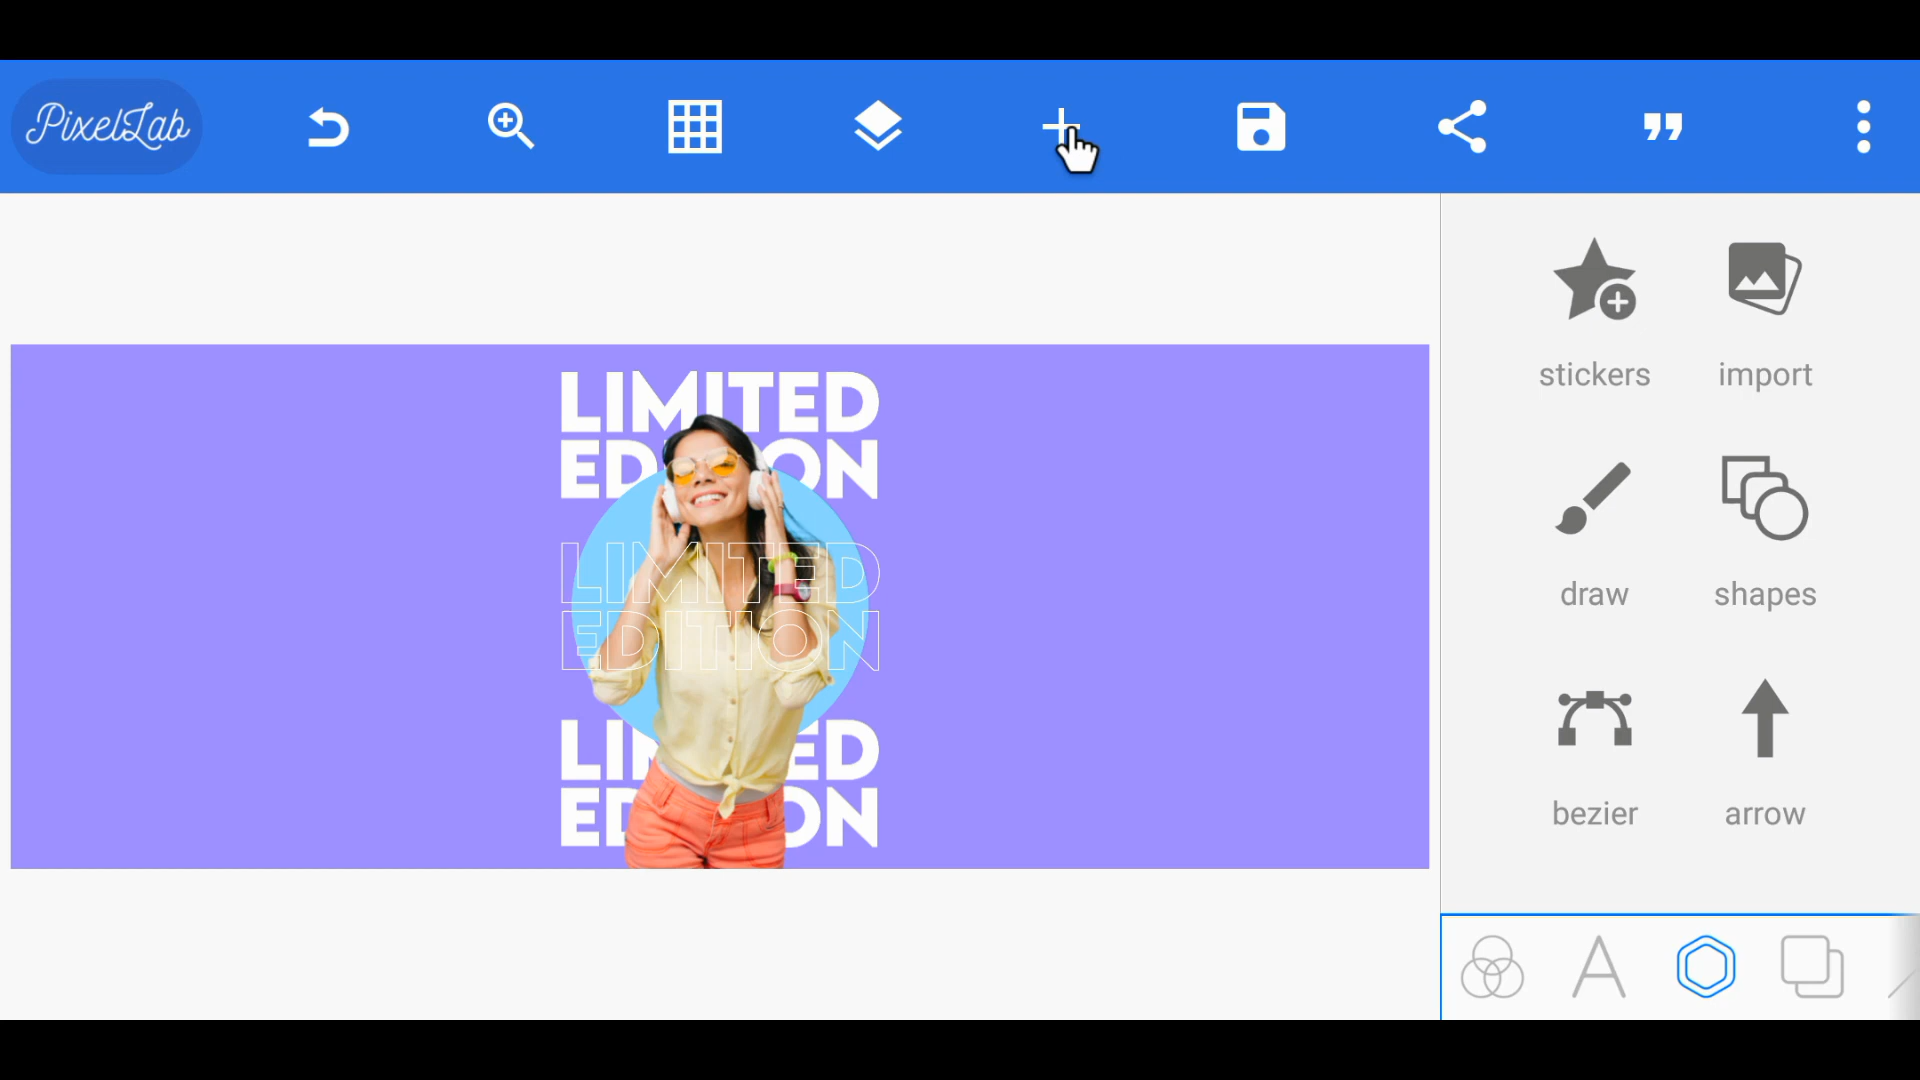 PixelLab
LIMITED
EDITION
LIMITED
EDITION
LIMITED
EDITION
stickers
import
draw
shapes
bezier
arrow